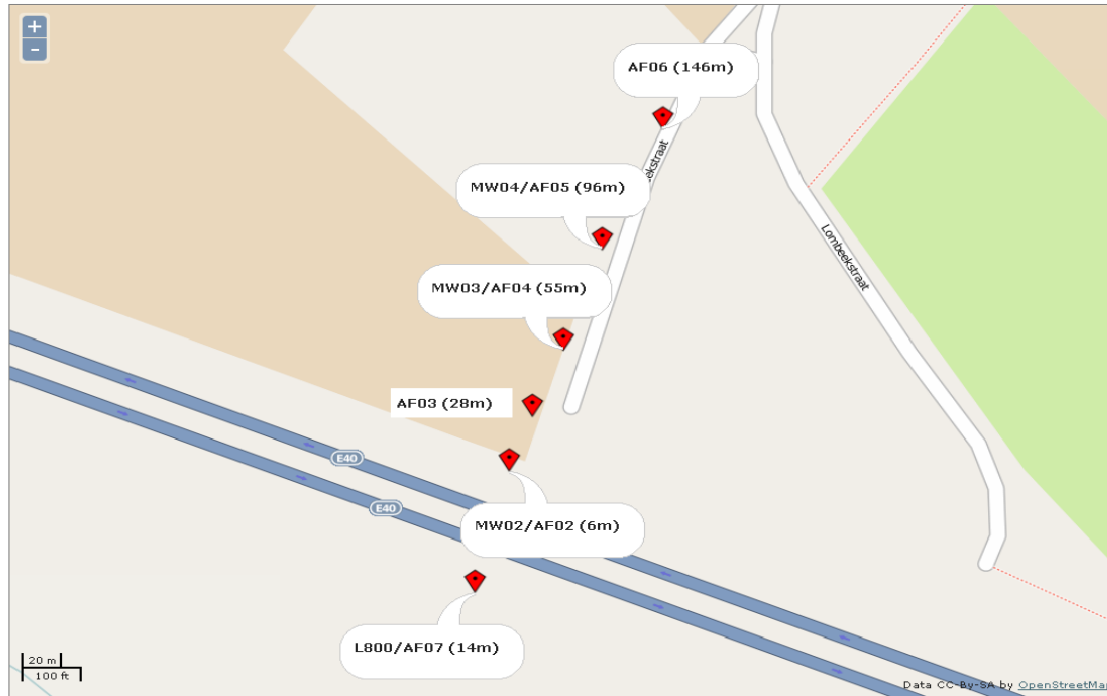 +
-
AF06 (146m)
eekstraat
MW04/AF05 (96m)
Lombeekstraat
MW03/AF04 (55m)
AF03 (28m)
E40
E40
MW02/AF02 (6m)
L800/AF07 (14m)
20 m
100 ft
Data CC-By-SA by OpenStreetMap